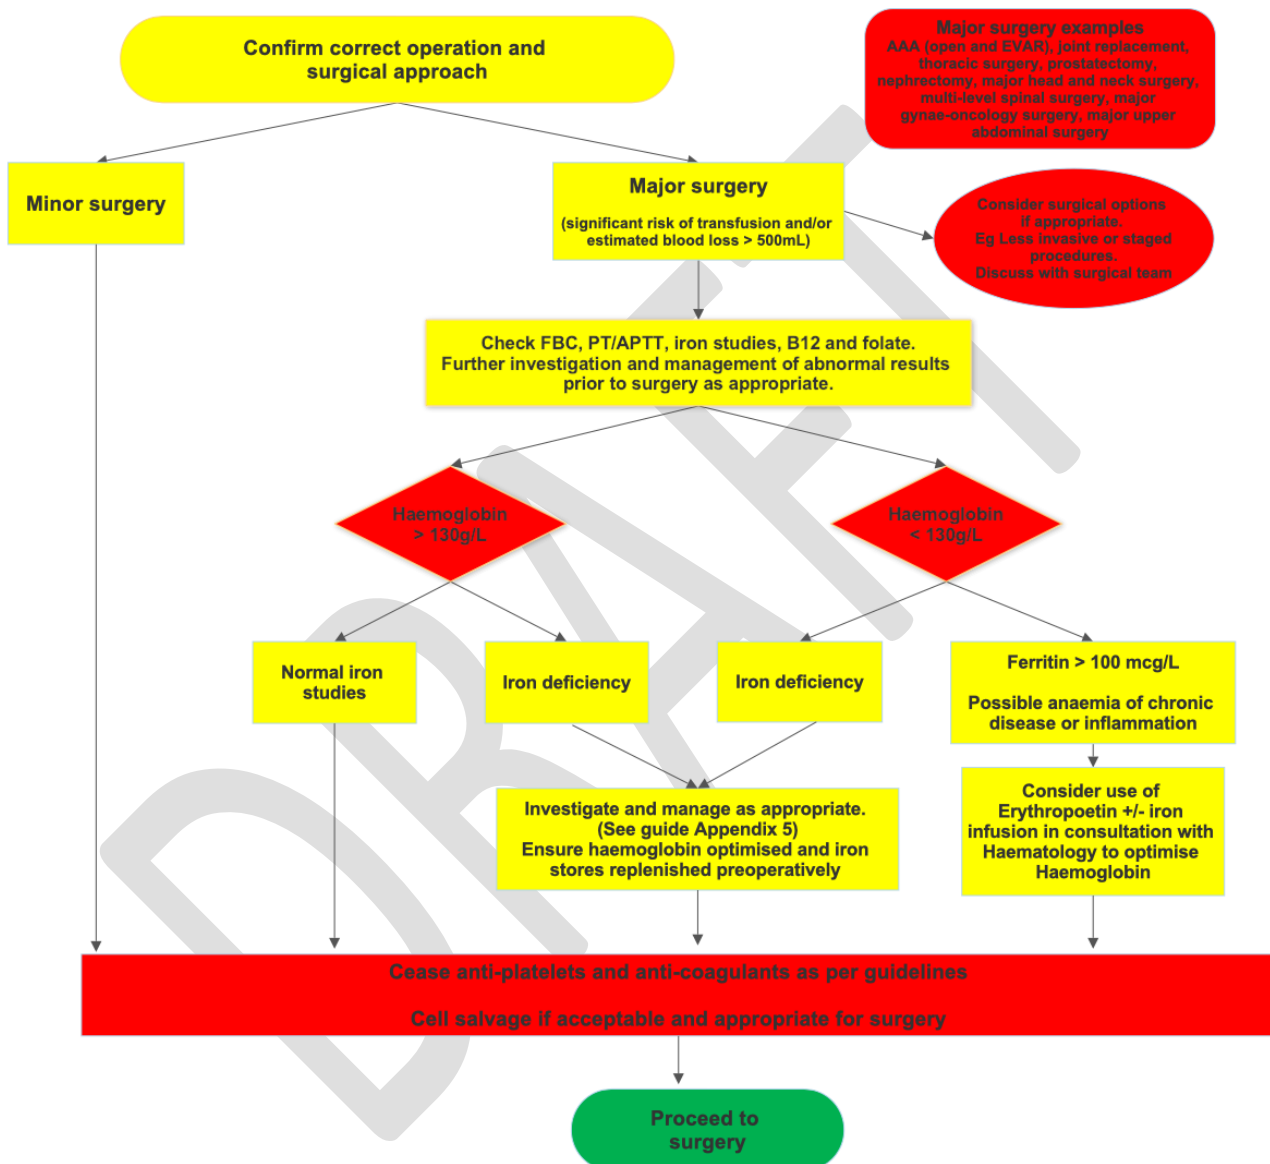 Confirm correct operation and
surgical approach
Major surgery examples
AAA (open and EVAR), joint replacement,
thoracic surgery, prostatectomy,
nephrectomy, major head and neck surgery,
multi-level spinal surgery, major
gynae-oncology surgery, major upper
abdominal surgery
Minor surgery
Major surgery
(significant risk of transfusion and/or
estimated blood loss > 500mL)
Consider surgical options
if appropriate.
Eg Less invasive or staged
procedures.
Discuss with surgical team
Check FBC, PT/APTT, iron studies, B12 and folate.
Further investigation and management of abnormal results
prior to surgery as appropriate.
Haemoglobin
> 130g/L
Haemoglobin
< 130g/L
Normal iron
studies
Iron deficiency
Iron deficiency
Ferritin > 100 mcg/L
Possible anaemia of chronic
disease or inflammation
Investigate and manage as appropriate.
(See guide Appendix 5)
Ensure haemoglobin optimised and iron
stores replenished preoperatively
Consider use of
Erythropoetin +/- iron
infusion in consultation with
Haematology to optimise
Haemoglobin
Cease anti-platelets and anti-coagulants as per guidelines
Cell salvage if acceptable and appropriate for surgery
Proceed to
surgery
DRAFT